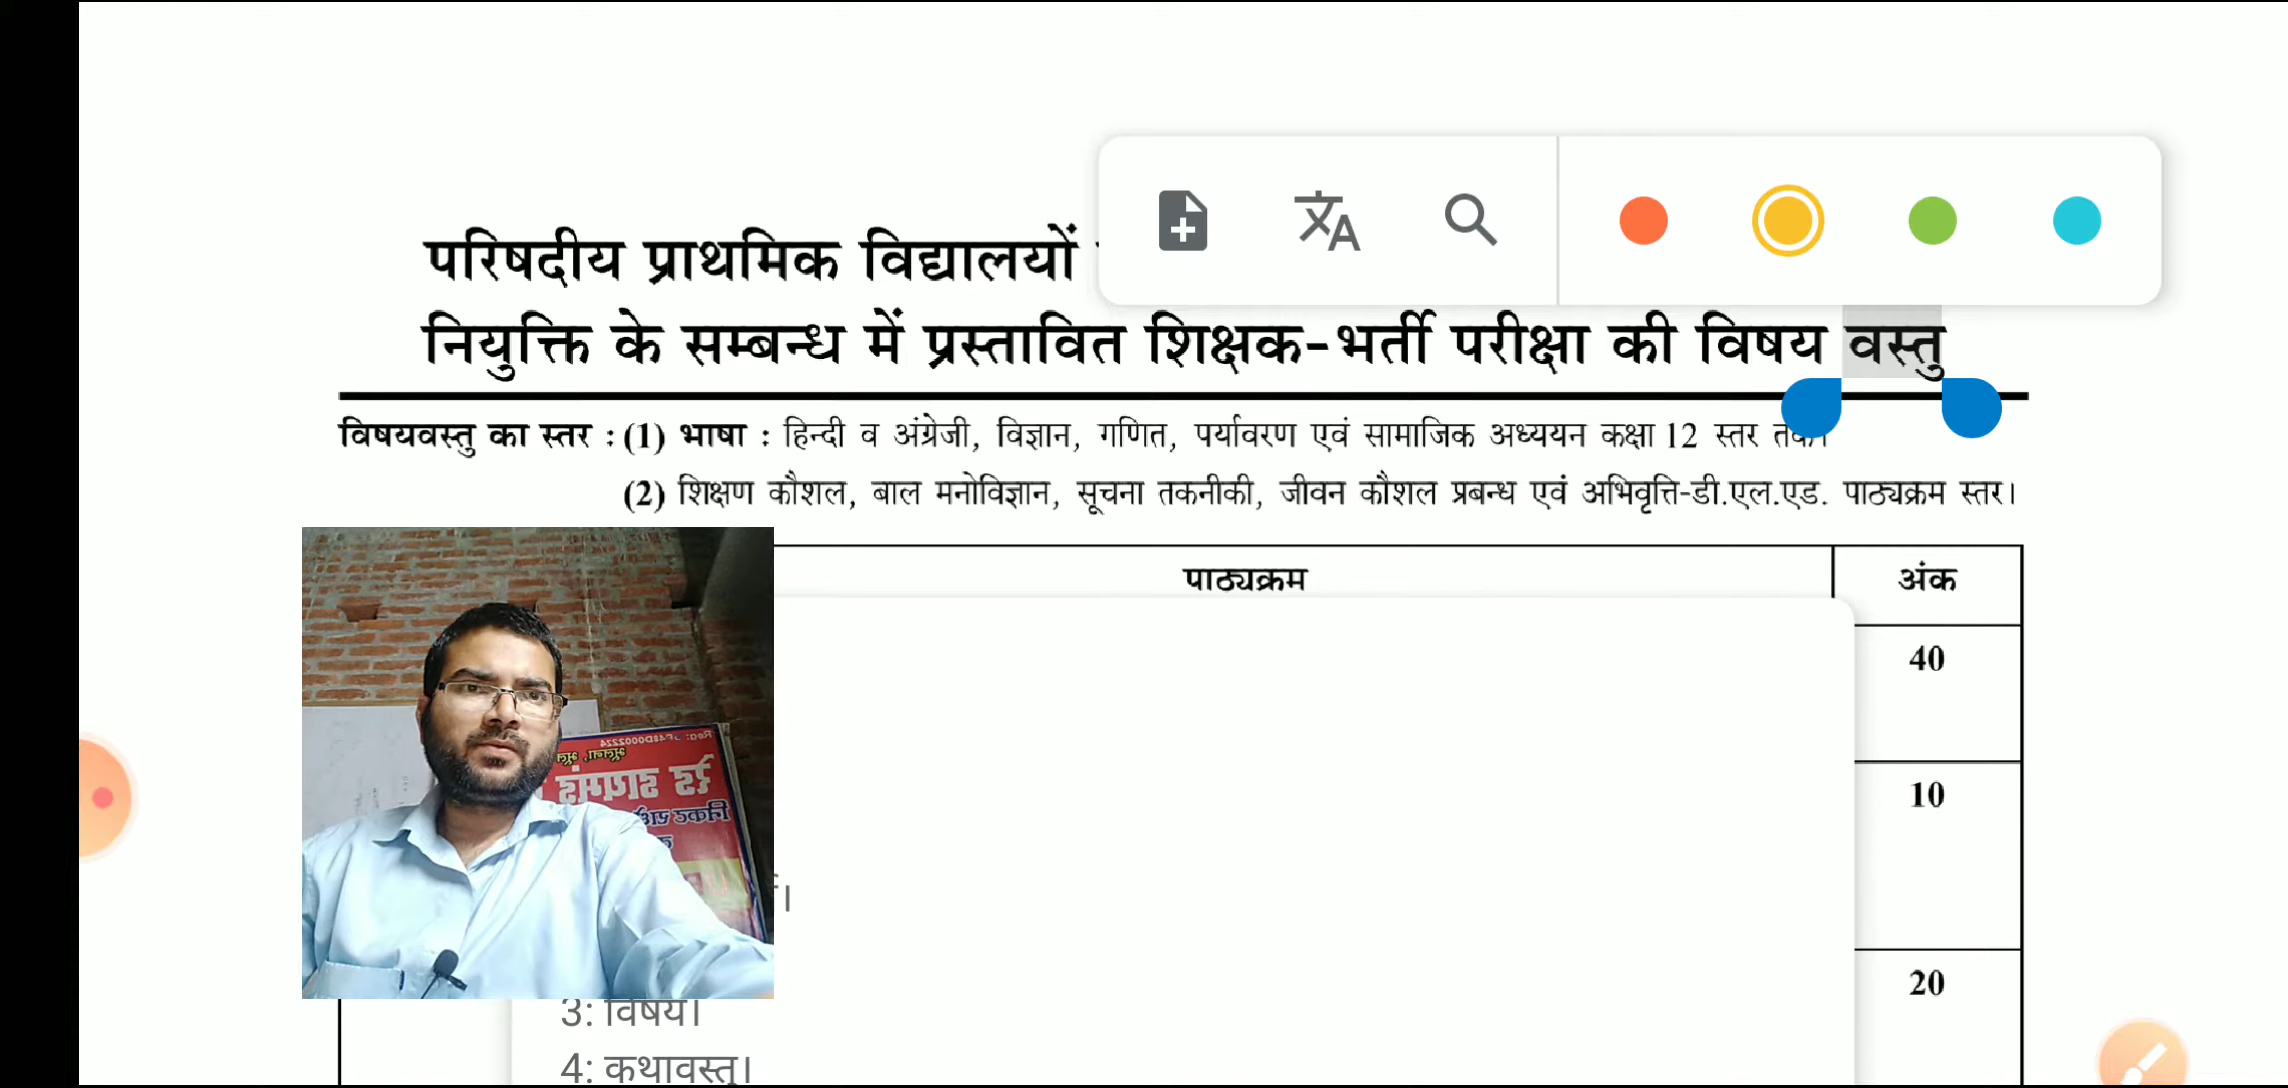 परिषदीय प्राथमिक विद्यालयों
नियुक्ति के सम्बन्ध में प्रस्तावित शिक्षक-भर्ती परीक्षा की विषय वस्तु
विषयवस्तु का स्तर : (1) भाषा : हिन्दी व अंग्रेजी, विज्ञान, गणित, पर्यावरण एवं सामाजिक अध्ययन कक्षा 12 स्तर तक।
(2) शिक्षण कौशल, बाल मनोविज्ञान, सूचना तकनीकी, जीवन कौशल प्रबन्ध एवं अभिवृत्ति-डी.एल.एड. पाठ्यक्रम स्तर।
पाठ्यक्रम अंक
40
10
20
3: विषय।
4: कथावस्तु।